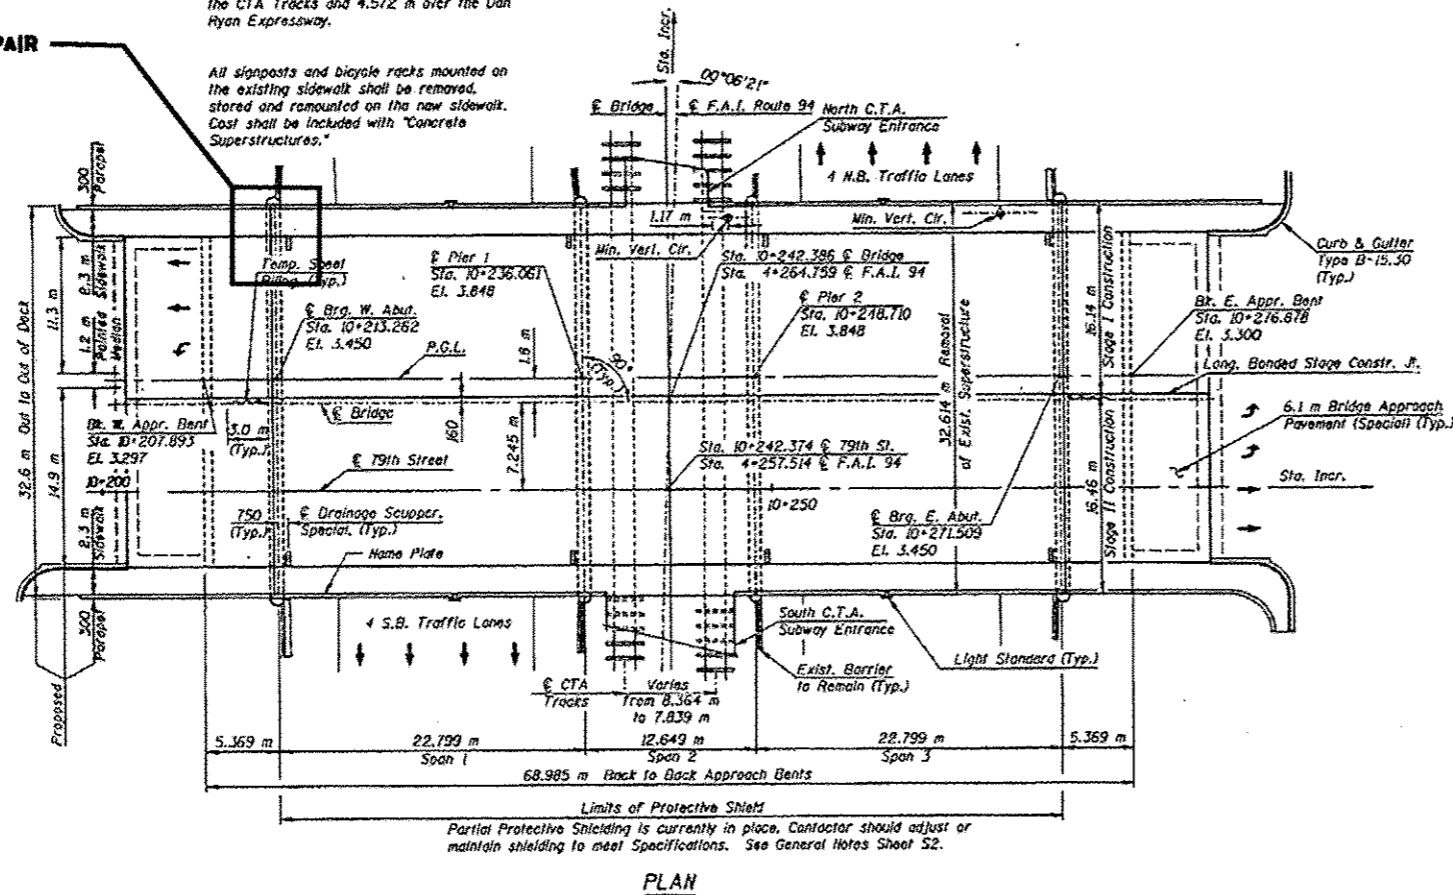 the CTA Tracks and 4.572 m over the Dan
Ryan Expressway.
PAIR
All signposts and bicycle racks mounted on
the existing sidewalk shall be removed,
stored and remounted on the new sidewalk.
Cost shall be included with "Concrete
Superstructures."
Sta. Incr.
00°06'21"
℄ Bridge
℄ F.A.I. Route 94
North C.T.A.
Subway Entrance
4 N.B. Traffic Lanes
300
Parapet
1.17 m
Min. Vert. Clr.
Min. Vert. Clr.
Curb & Gutter
Type B-15.30
(Typ.)
Temp. Sheet
Piling (Typ.)
℄ Pier 1
Sta. 10+236.061
El. 3.848
Sta. 10+242.386 ℄ Bridge
Sta. 4+264.759 ℄ F.A.I. 94
℄ Pier 2
Sta. 10+248.710
El. 3.848
℄ Brg. W. Abut.
Sta. 10+213.262
El. 3.450
Bk. E. Appr. Bent
Sta. 10+276.878
El. 3.300
32.6 m Out to Out of Deck
11.3 m
2.3 m
Sidewalk
1.2 m
Painted
Median
P.G.L.
1.8 m
90°
(Typ.)
32.614 m Removal
of Exist. Superstructure
16.14 m
Stage I Construction
Long. Bonded Stage Constr. Jt.
℄ Bridge
160
7.245 m
3.0 m
(Typ.)
Bk. W. Appr. Bent
Sta. 10+207.893
El. 3.297
10+200
14.9 m
6.1 m Bridge Approach
Pavement (Special) (Typ.)
Sta. 10+242.374 ℄ 79th St.
Sta. 4+257.514 ℄ F.A.I. 94
℄ 79th Street
Sta. Incr.
10+250
16.46 m
Stage II Construction
750
(Typ.)
℄ Drainage Scupper,
Special, (Typ.)
℄ Brg. E. Abut.
Sta. 10+271.509
El. 3.450
2.3 m
Sidewalk
Name Plate
300
Parapet
4 S.B. Traffic Lanes
South C.T.A.
Subway Entrance
Light Standard (Typ.)
Exist. Barrier
to Remain (Typ.)
℄ CTA
Tracks
Varies
from 8.364 m
to 7.839 m
Proposed
5.369 m
22.799 m
Span 1
12.649 m
Span 2
22.799 m
Span 3
5.369 m
68.985 m Back to Back Approach Bents
Limits of Protective Shield
Partial Protective Shielding is currently in place. Contactor should adjust or
maintain shielding to meet Specifications. See General Notes Sheet S2.
PLAN